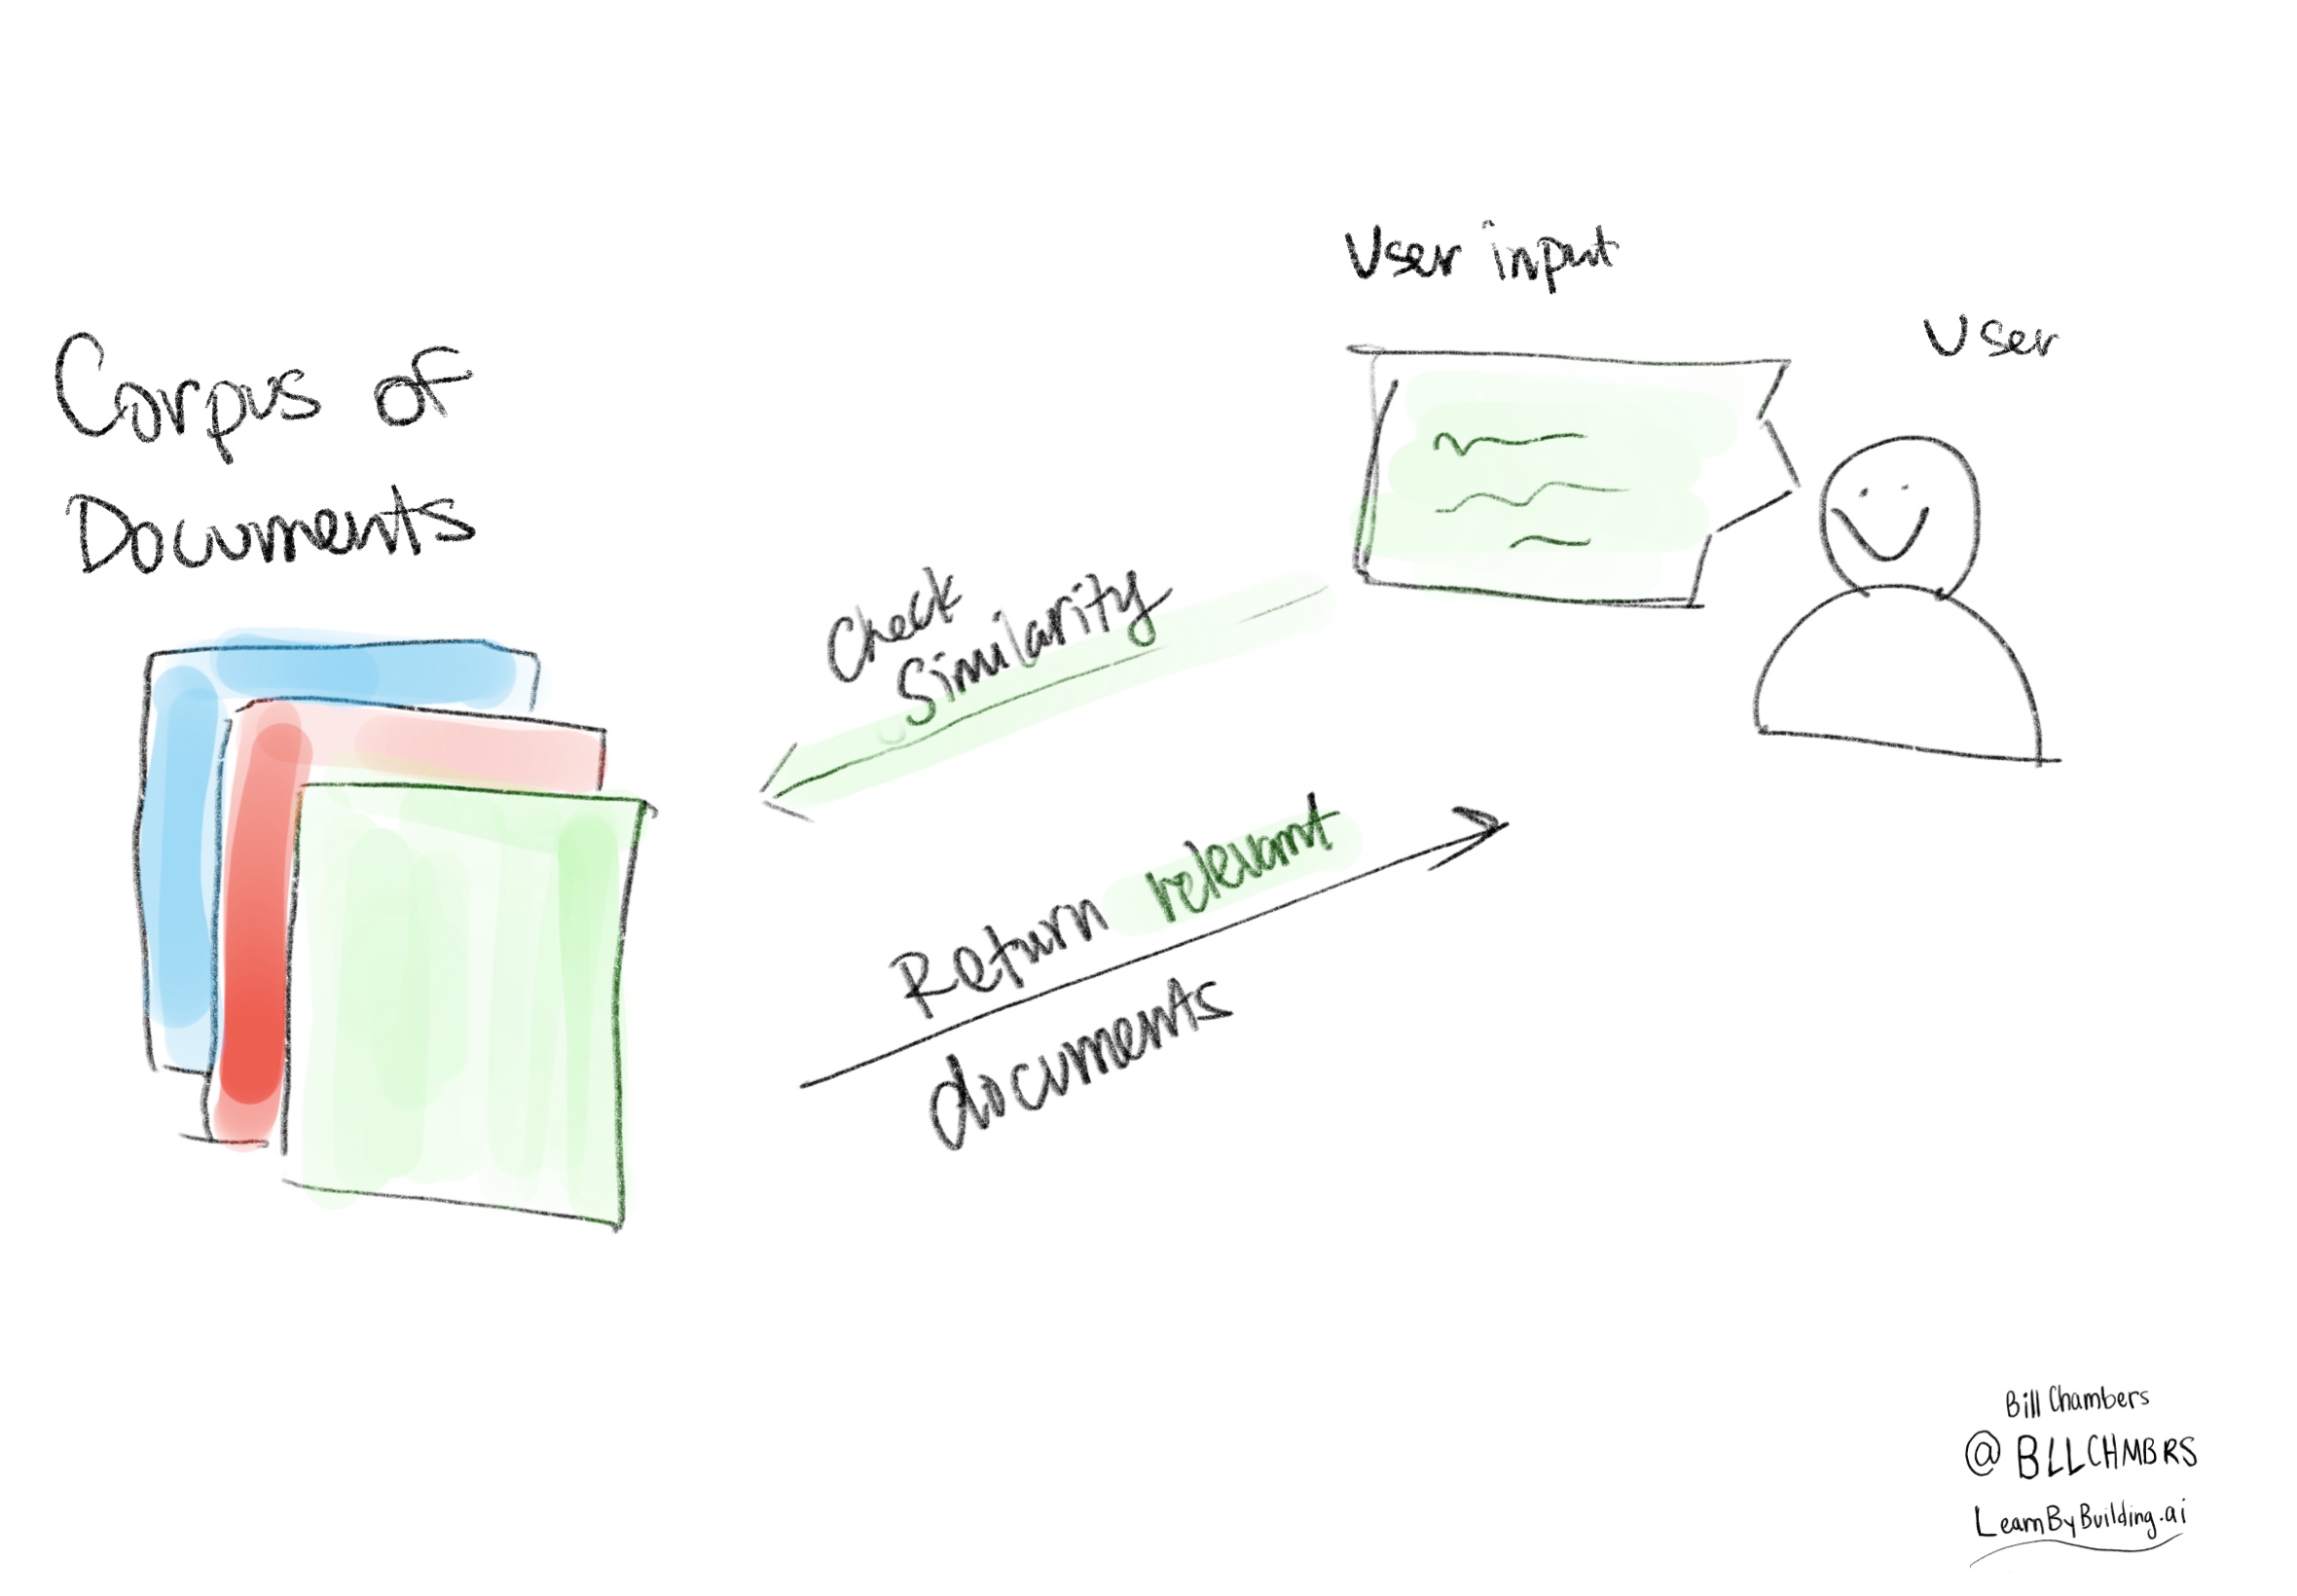 Corpus of
Documents
User input
User
Check
Similarity
Return relevant
documents
Bill Chambers
@BLLCHMBRS
LearnByBuilding.ai